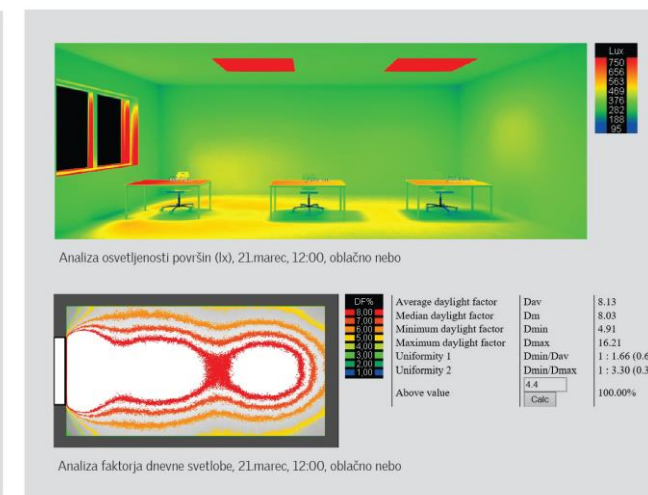 Lux
750
656
563
469
376
282
188
95
Analiza osvetljenosti površin (lx), 21.marec, 12:00, oblačno nebo
DF%
8,00
7,00
6,00
5,00
4,00
3,00
2,00
1,00
Average daylight factor Dav 8.13
Median daylight factor Dm 8.03
Minimum daylight factor Dmin 4.91
Maximum daylight factor Dmax 16.21
Uniformity 1 Dmin/Dav 1 : 1.66 (0.6
Uniformity 2 Dmin/Dmax 1 : 3.30 (0.3
Above value 4.4 Calc 100.00%
Analiza faktorja dnevne svetlobe, 21.marec, 12:00, oblačno nebo